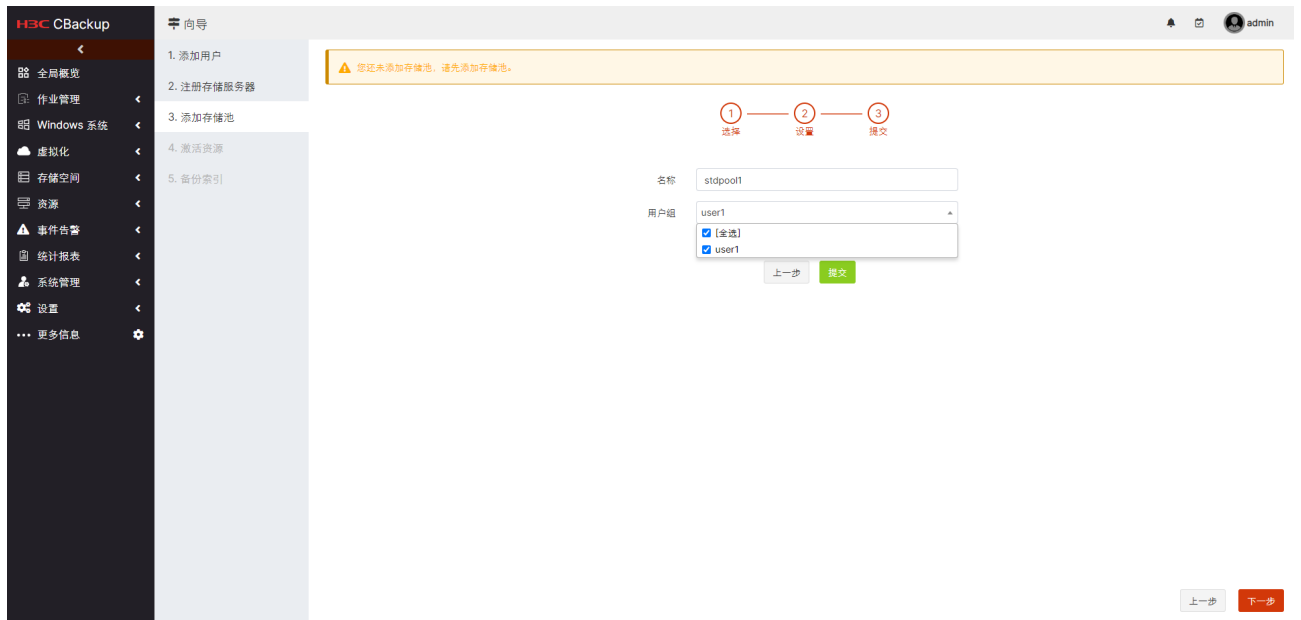 H3C CBackup
向导
admin
全局概览
作业管理
Windows 系统
虚拟化
存储空间
资源
事件告警
统计报表
系统管理
设置
更多信息
1. 添加用户
2. 注册存储服务器
3. 添加存储池
4. 激活资源
5. 备份索引
您还未添加存储池，请先添加存储池。
1 2 3
选择 设置 提交
名称 stdpool1
用户组 user1
[全选]
user1
上一步 提交
上一步 下一步